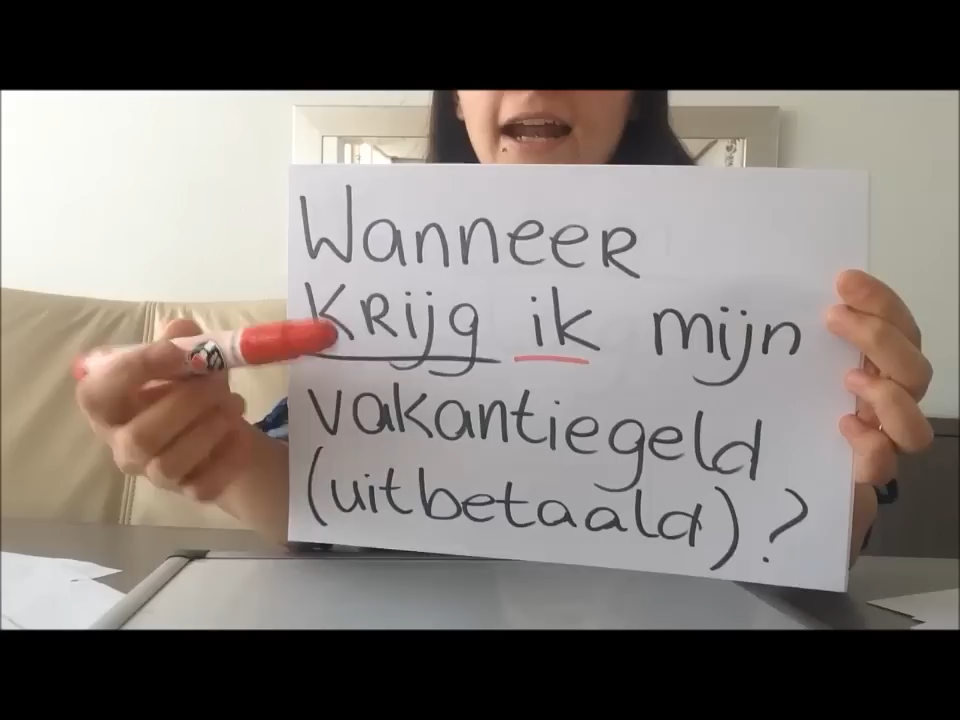 Wanneer
krijg ik mijn
vakantiegeld
(uitbetaald)?